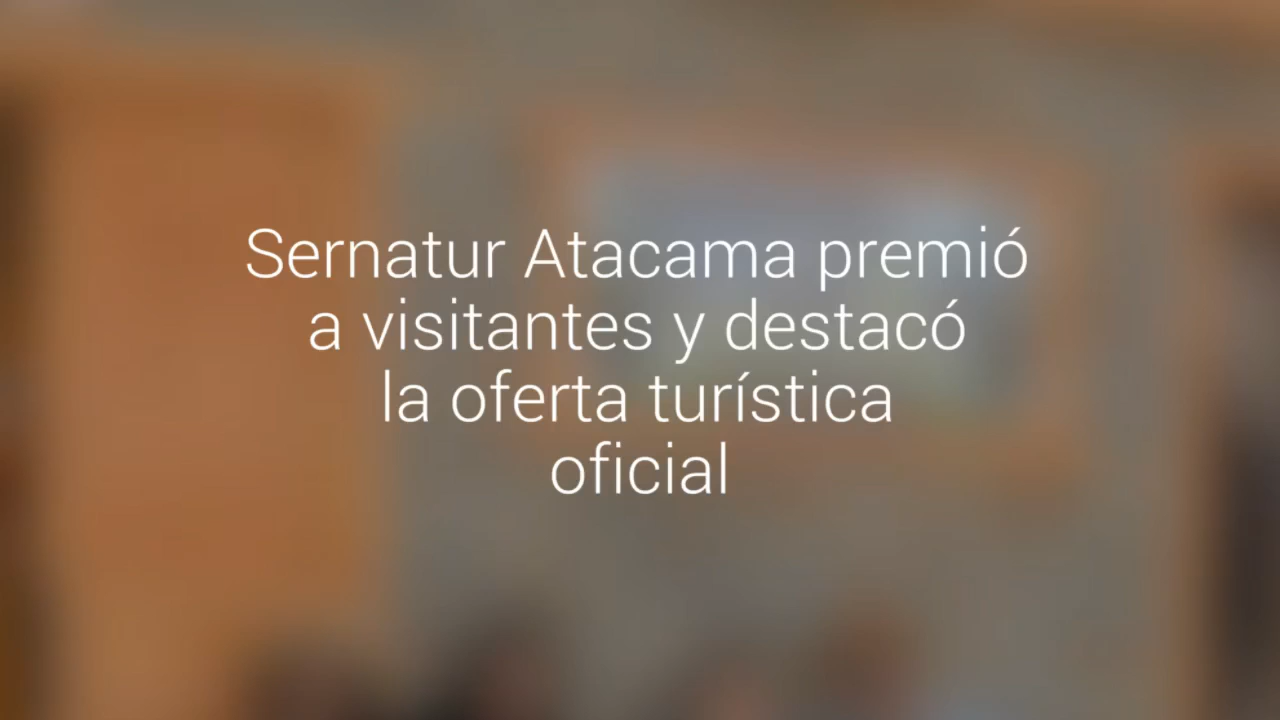 Sernatur Atacama premió
a visitantes y destacó
la oferta turística
oficial